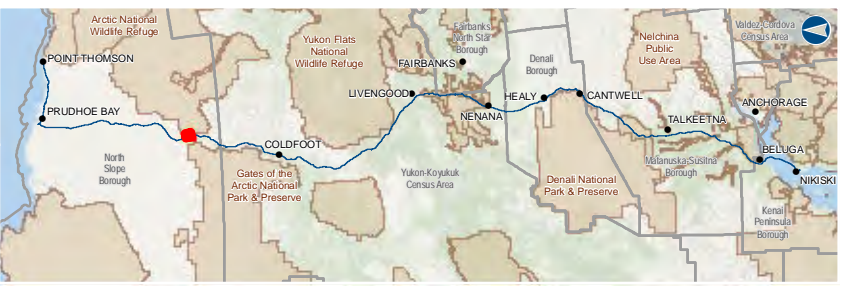 Arctic National
Wildlife Refuge
POINT THOMSON
PRUDHOE BAY
North
Slope
Borough
Gates of the
Arctic National
Park & Preserve
COLDFOOT
Yukon Flats
National
Wildlife Refuge
LIVENGOOD
FAIRBANKS
Fairbanks
North Star
Borough
NENANA
Yukon-Koyukuk
Census Area
HEALY
Denali
Borough
CANTWELL
Denali National
Park & Preserve
Nelchina
Public
Use Area
TALKEETNA
Matanuska-Susitna
Borough
Valdez-Cordova
Census Area
ANCHORAGE
BELUGA
NIKISKI
Kenai
Peninsula
Borough